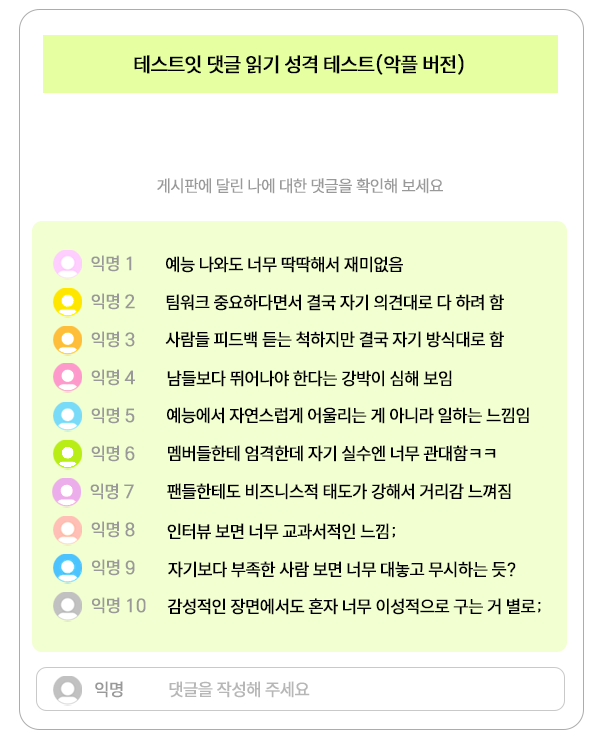 테스트잇 댓글 읽기 성격 테스트(악플 버전)
게시판에 달린 나에 대한 댓글을 확인해 보세요
익명 1 예능 나와도 너무 딱딱해서 재미없음
익명 2 팀워크 중요하다면서 결국 자기 의견대로 다 하려 함
익명 3 사람들 피드백 듣는 척하지만 결국 자기 방식대로 함
익명 4 남들보다 뛰어나야 한다는 강박이 심해 보임
익명 5 예능에서 자연스럽게 어울리는 게 아니라 일하는 느낌임
익명 6 멤버들한테 엄격한데 자기 실수엔 너무 관대함ㅋㅋ
익명 7 팬들한테도 비즈니스적 태도가 강해서 거리감 느껴짐
익명 8 인터뷰 보면 너무 교과서적인 느낌;
익명 9 자기보다 부족한 사람 보면 너무 대놓고 무시하는 듯?
익명 10 감성적인 장면에서도 혼자 너무 이성적으로 구는 거 별로;
익명 댓글을 작성해 주세요